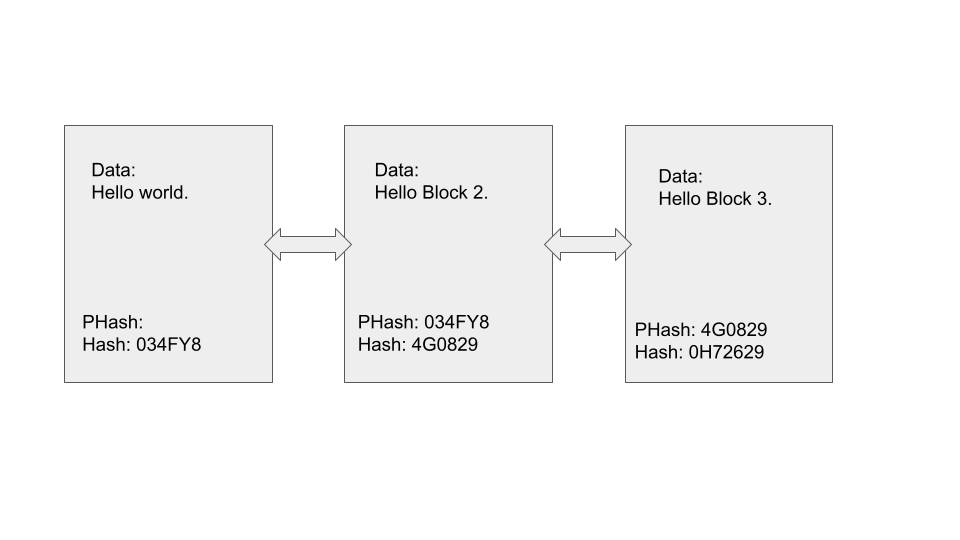 Data:
Hello world.
PHash:
Hash: 034FY8
Data:
Hello Block 2.
PHash: 034FY8
Hash: 4G0829
Data:
Hello Block 3.
PHash: 4G0829
Hash: 0H72629